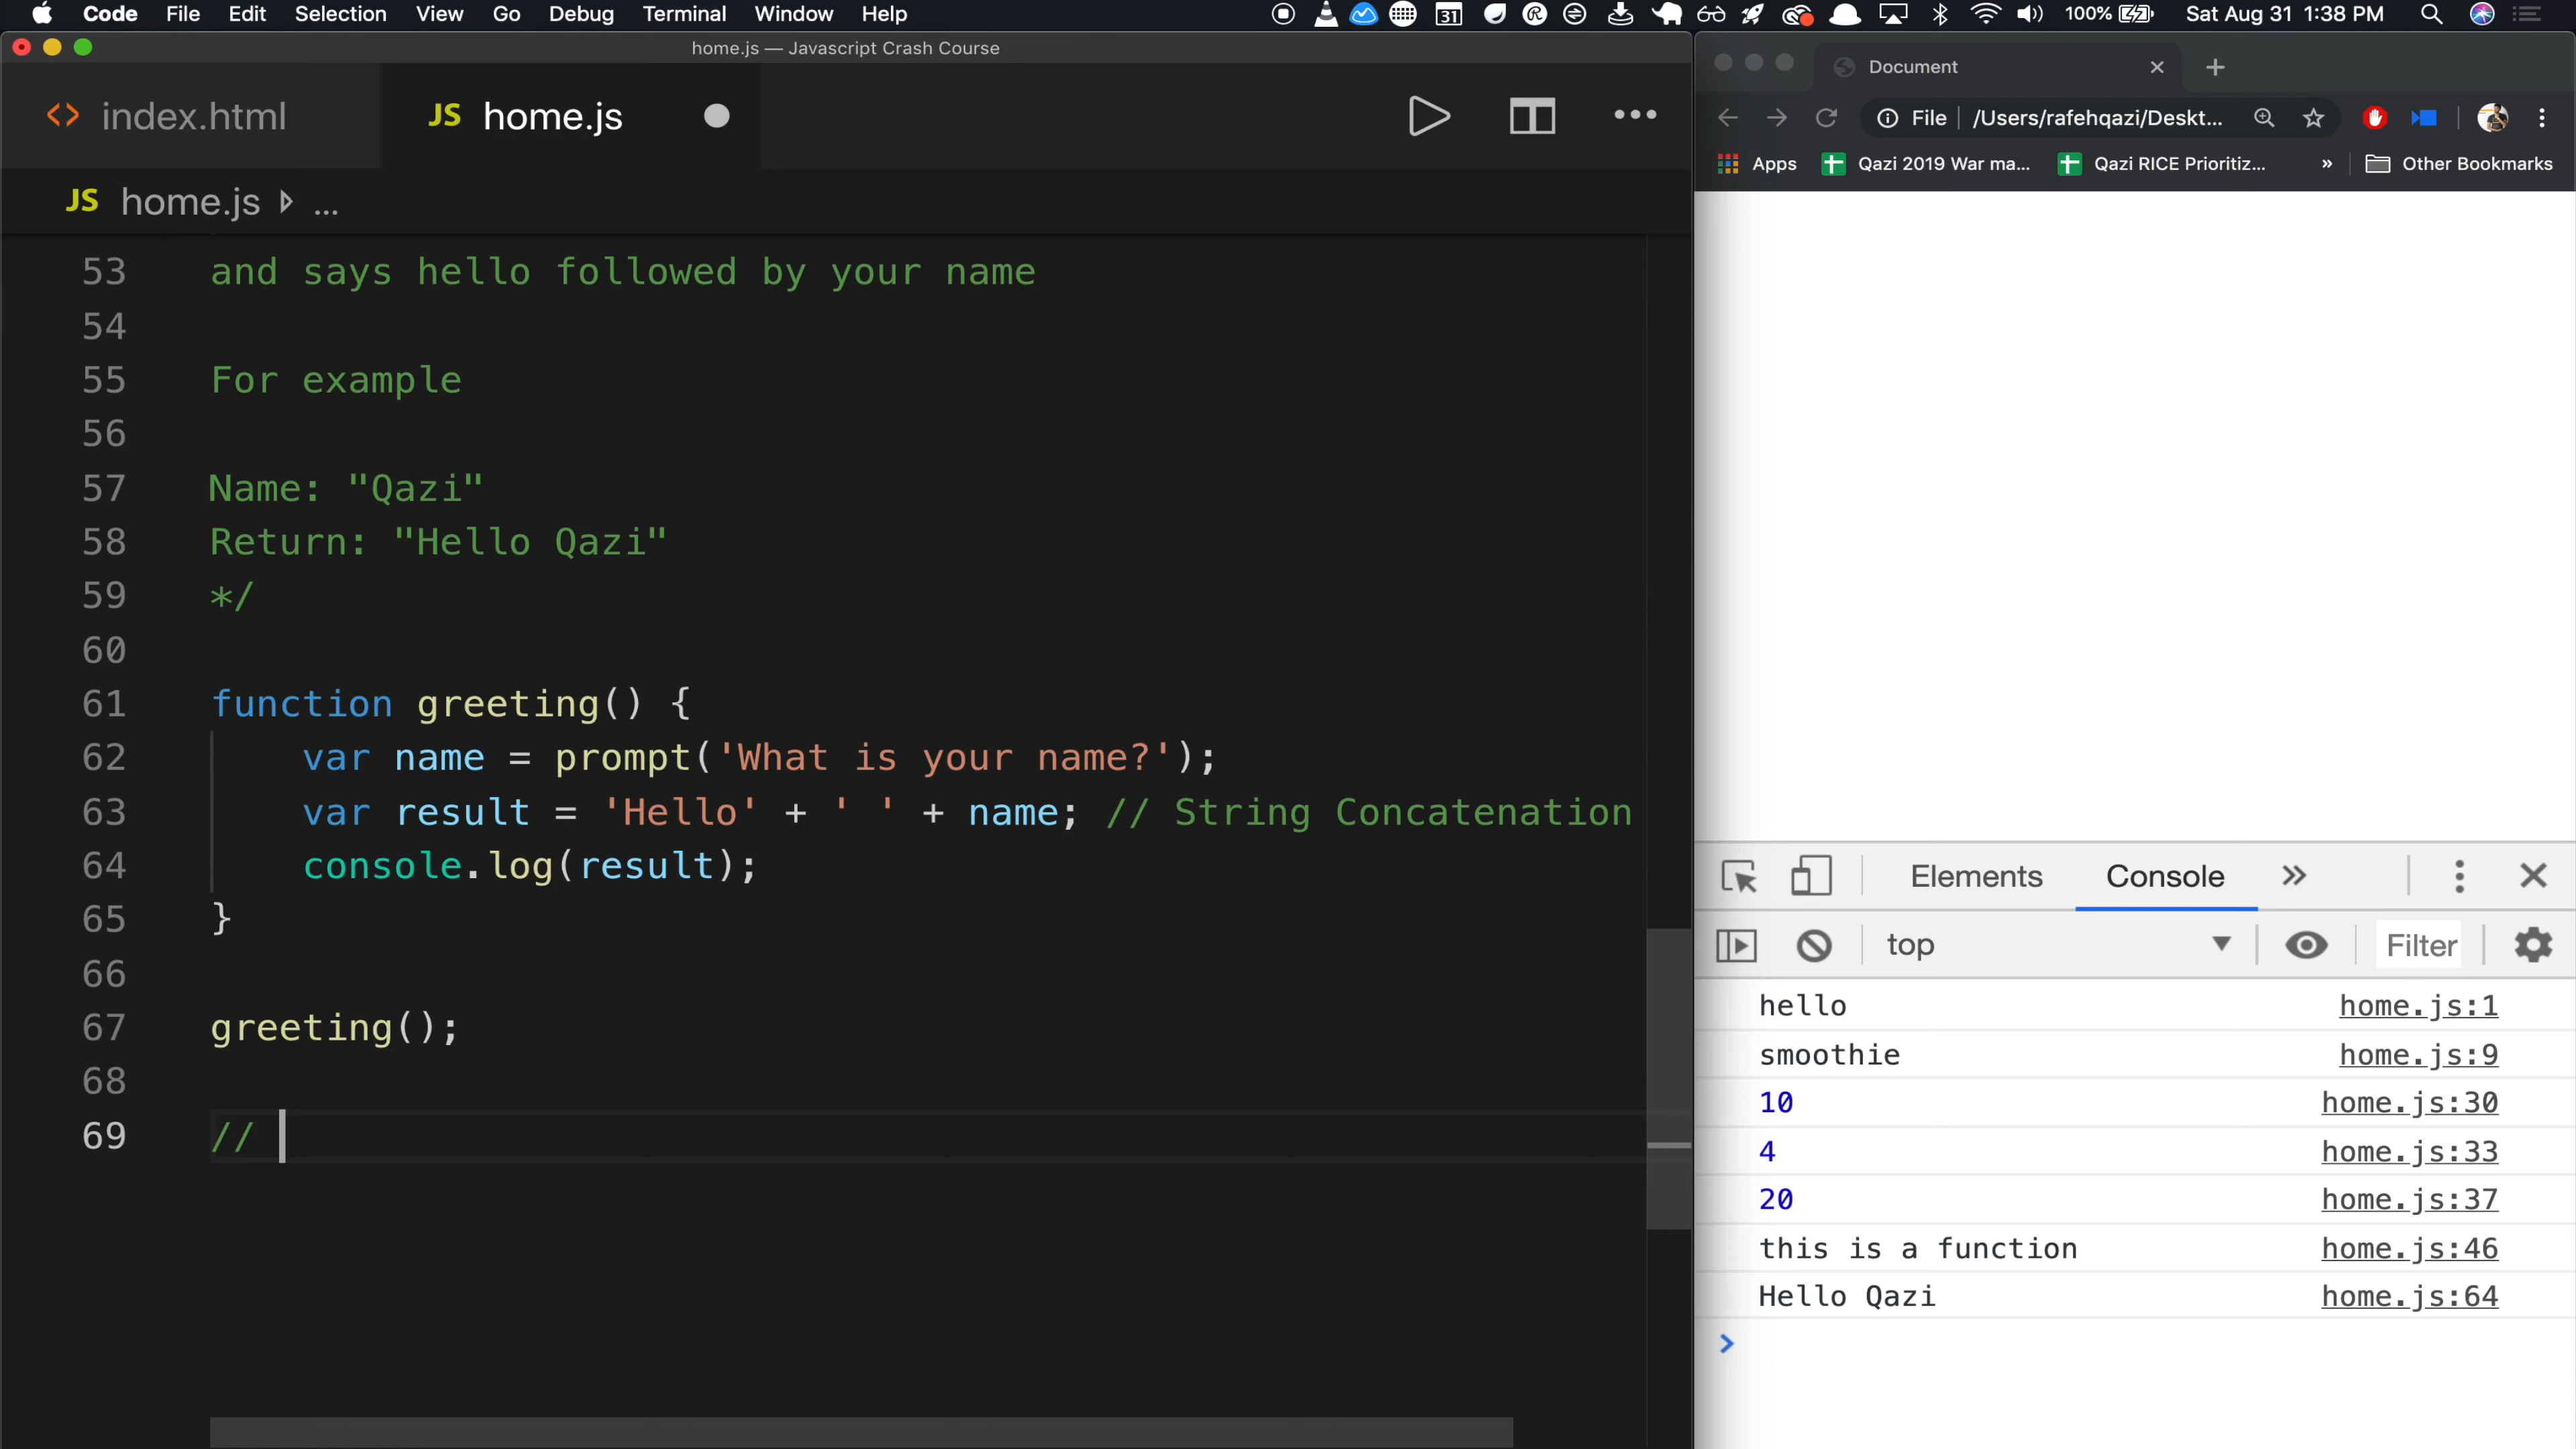 Code File Edit Selection View Go Debug Terminal Window Help 31 100% Sat Aug 31 1:38 PM
home.js — Javascript Crash Course
<> index.html JS home.js
JS home.js ...
53 and says hello followed by your name
54
55 For example
56
57 Name: "Qazi"
58 Return: "Hello Qazi"
59 */
60
61 function greeting() {
62 var name = prompt('What is your name?');
63 var result = 'Hello' + ' ' + name; // String Concatenation
64 console.log(result);
65 }
66
67 greeting();
68
69 //
Document
File /Users/rafehqazi/Deskt...
Apps Qazi 2019 War ma... Qazi RICE Prioritiz... » Other Bookmarks
Elements Console »
top Filter
hello home.js:1
smoothie home.js:9
10 home.js:30
4 home.js:33
20 home.js:37
this is a function home.js:46
Hello Qazi home.js:64
>